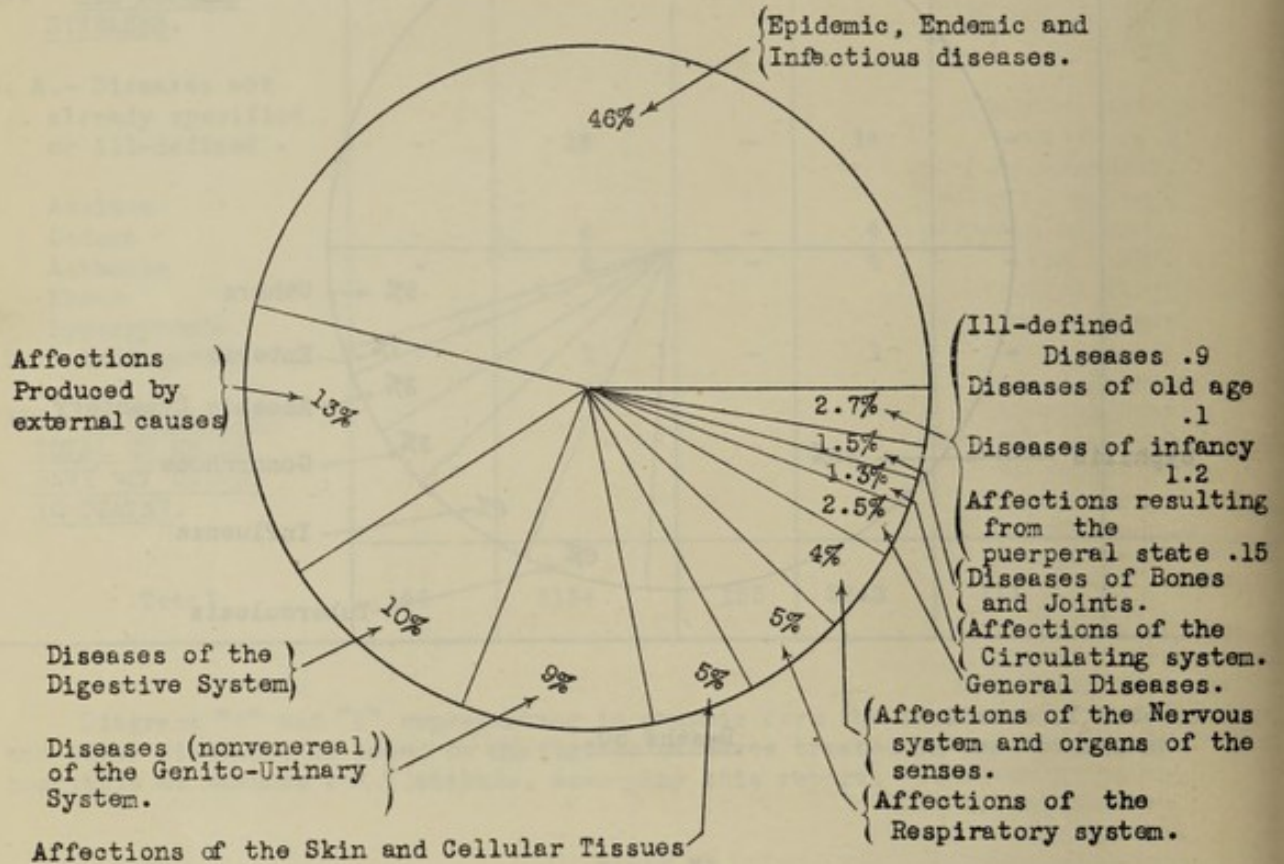 Epidemic, Endemic and
Infectious diseases.
46%
Affections
Produced by
external causes
13%
2.7%
1.5%
1.3%
2.5%
4%
5%
5%
9%
10%
Ill-defined
Diseases .9
Diseases of old age
.1
Diseases of infancy
1.2
Affections resulting
from the
puerperal state .15
Diseases of Bones
and Joints.
Affections of the
Circulating system.
General Diseases.
Affections of the Nervous
system and organs of the
senses.
Affections of the
Respiratory system.
Diseases of the
Digestive System
Diseases (nonvenereal)
of the Genito-Urinary
System.
Affections of the Skin and Cellular Tissues